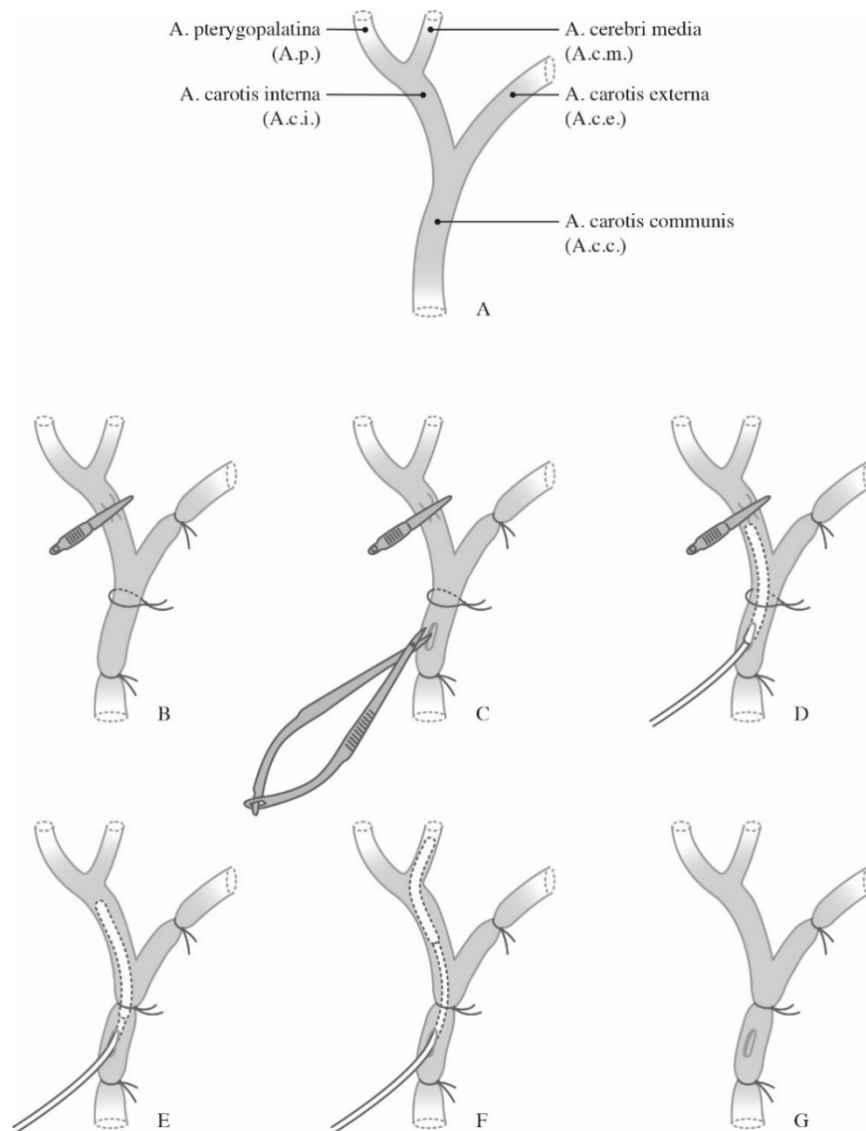 A. pterygopalatina
(A.p.)
A. cerebri media
(A.c.m.)
A. carotis interna
(A.c.i.)
A. carotis externa
(A.c.e.)
A. carotis communis
(A.c.c.)
A
B
C
D
E
F
G